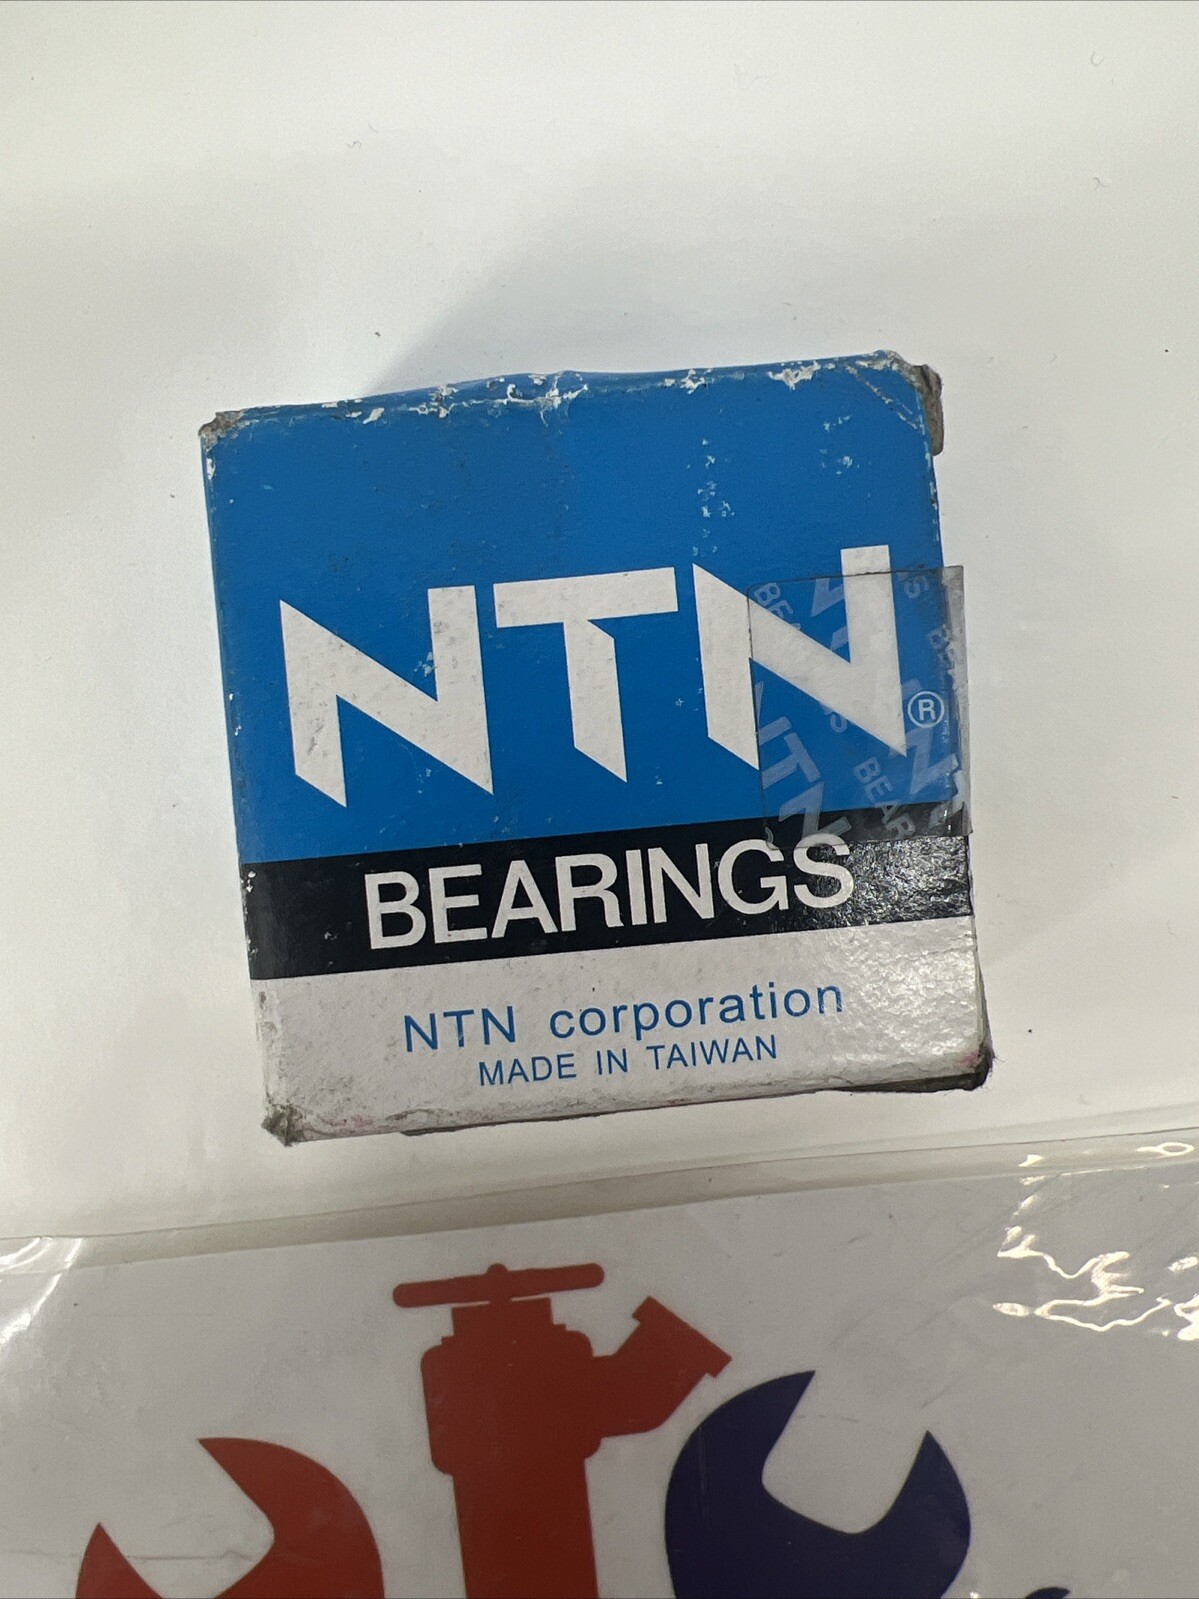 NTN®
BEARINGS
NTN corporation
MADE IN TAIWAN